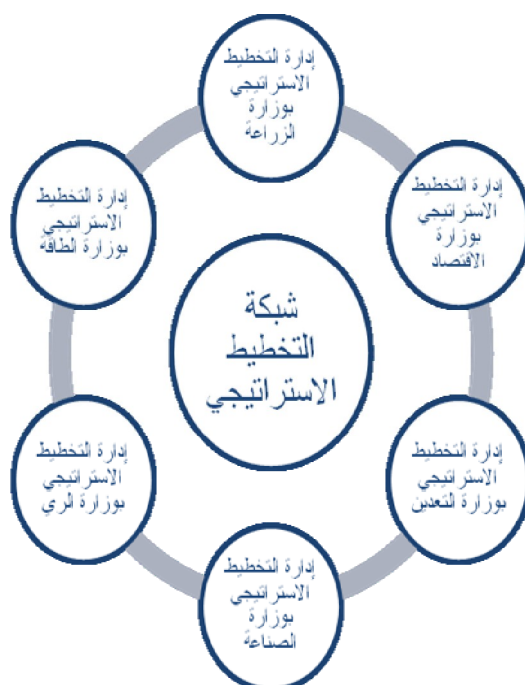 إدارة التخطيط
الاستراتيجي
بوزارة
الزراعة
إدارة التخطيط
الاستراتيجي
بوزارة
الاقتصاد
إدارة التخطيط
الاستراتيجي
بوزارة التعدين
إدارة التخطيط
الاستراتيجي
بوزارة
الصناعة
إدارة التخطيط
الاستراتيجي
بوزارة الري
إدارة التخطيط
الاستراتيجي
بوزارة الطاقة
شبكة
التخطيط
الاستراتيجي